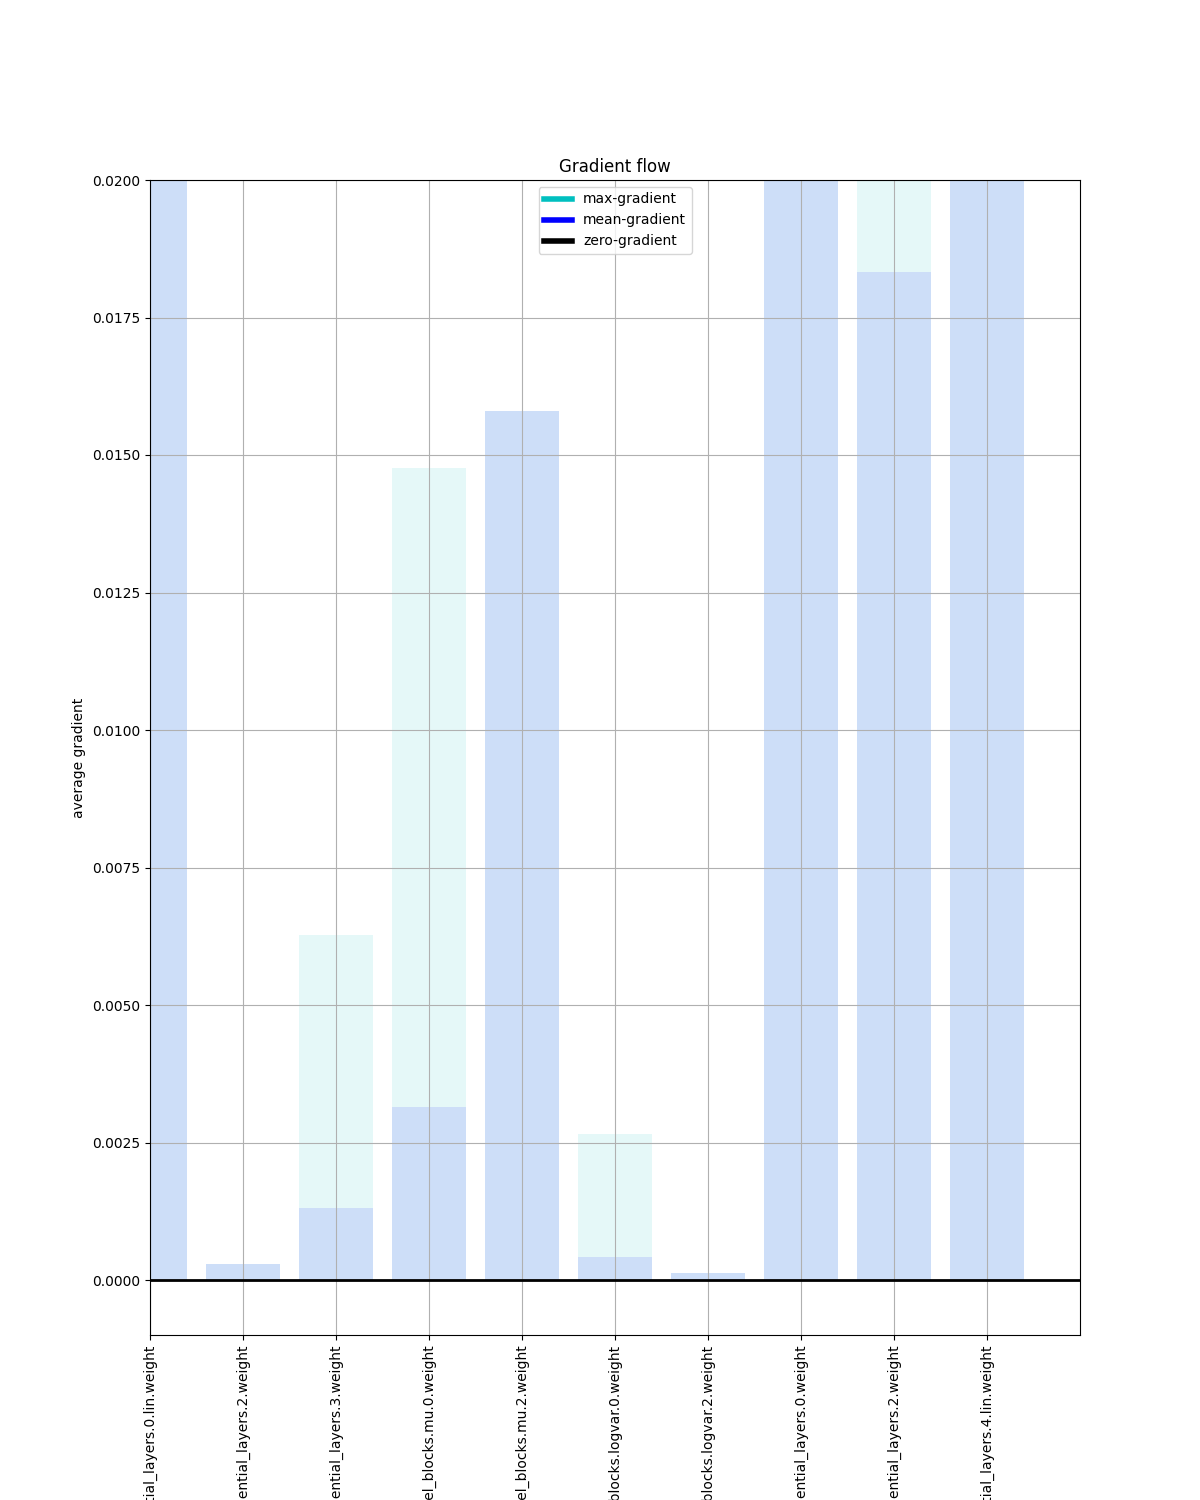 Gradient flow
max-gradient
mean-gradient
zero-gradient
0.0200
0.0175
0.0150
0.0125
0.0100
0.0075
0.0050
0.0025
0.0000
average gradient
tial_layers.0.lin.weight
ential_layers.2.weight
ential_layers.3.weight
el_blocks.mu.0.weight
el_blocks.mu.2.weight
blocks.logvar.0.weight
blocks.logvar.2.weight
ential_layers.0.weight
ential_layers.2.weight
tial_layers.4.lin.weight